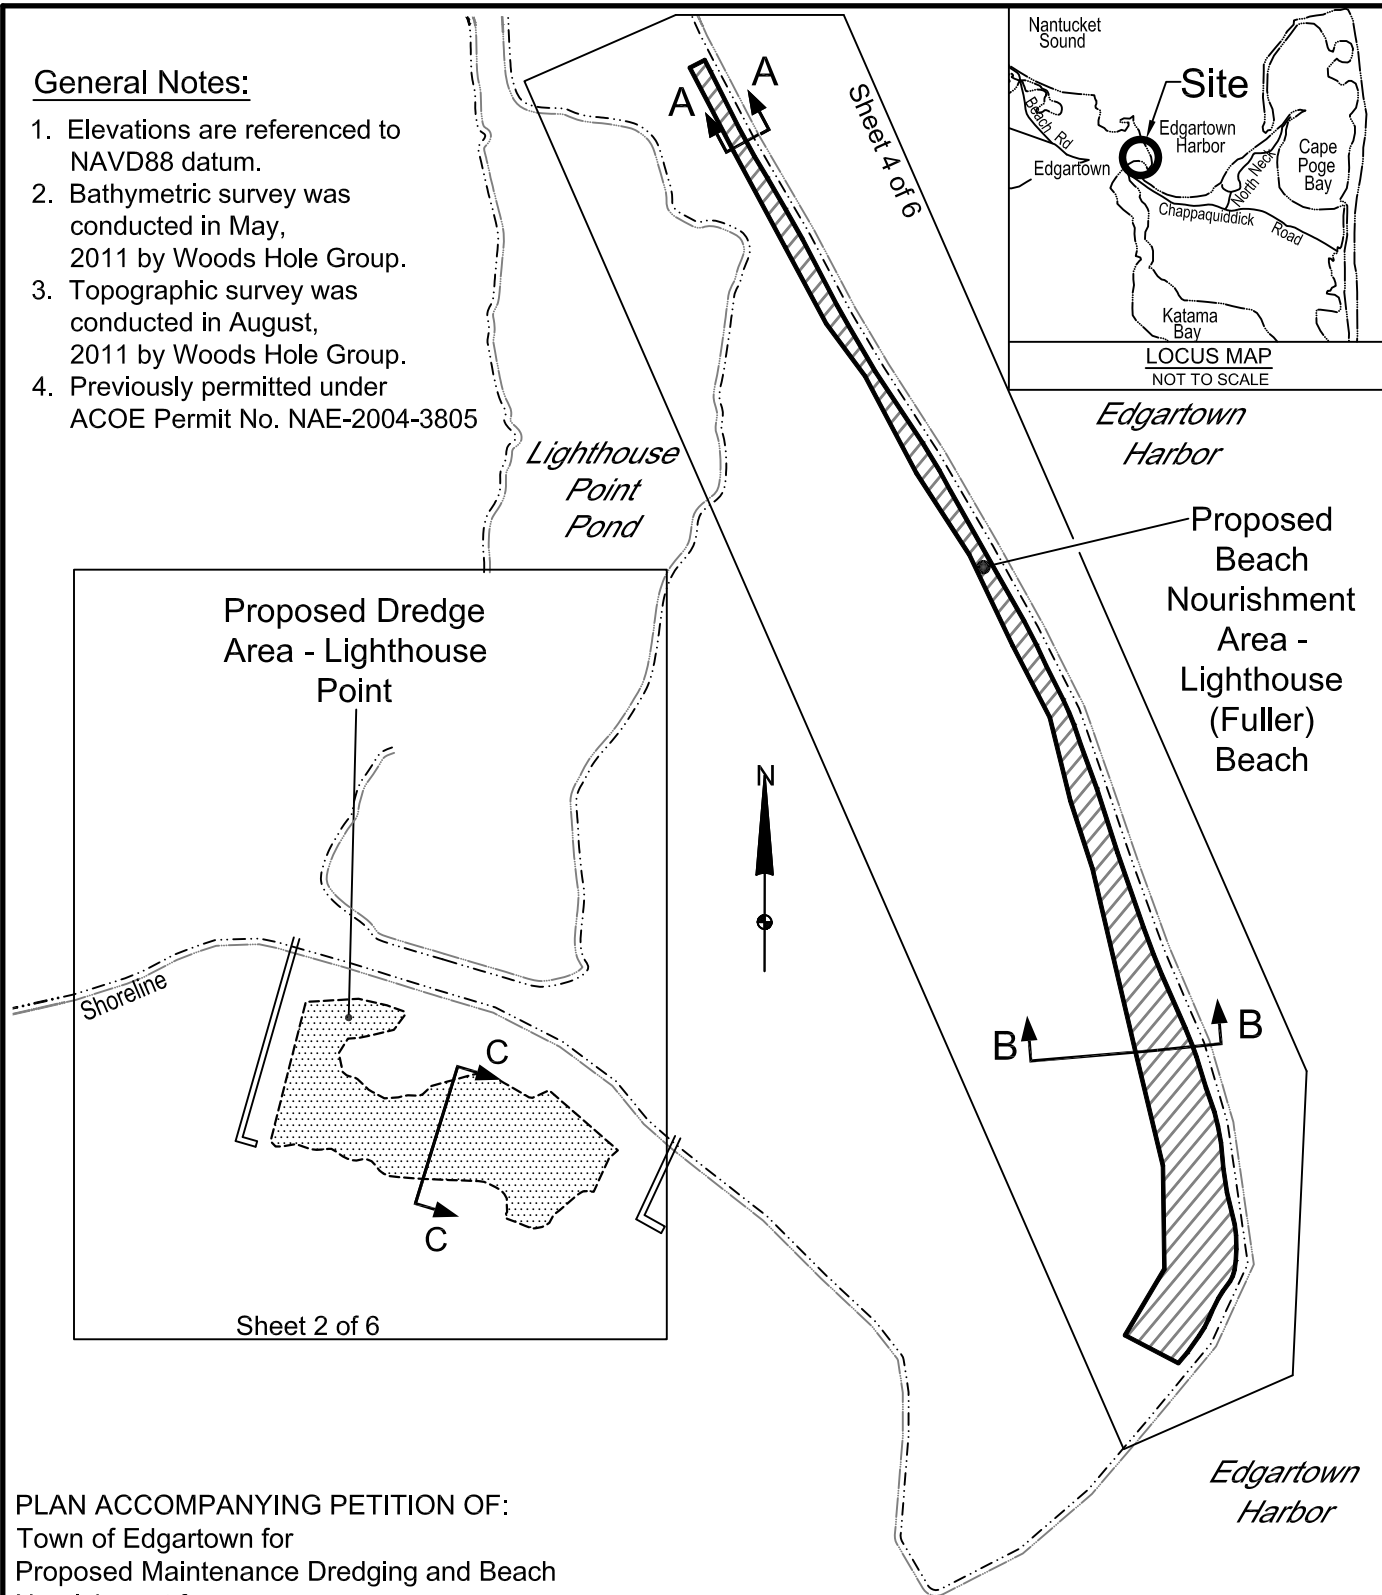 General Notes:
1. Elevations are referenced to
NAVD88 datum.
2. Bathymetric survey was
conducted in May,
2011 by Woods Hole Group.
3. Topographic survey was
conducted in August,
2011 by Woods Hole Group.
4. Previously permitted under
ACOE Permit No. NAE-2004-3805
A
A
Sheet 4 of 6
Nantucket
Sound
Site
Beach Rd
Edgartown
Harbor
Edgartown
North Neck
Cape
Poge
Bay
Chappaquiddick
Road
Katama
Bay
LOCUS MAP
NOT TO SCALE
Edgartown
Harbor
Lighthouse
Point
Pond
Proposed
Beach
Nourishment
Area -
Lighthouse
(Fuller)
Beach
Proposed Dredge
Area - Lighthouse
Point
N
Shoreline
B
B
C
C
Sheet 2 of 6
Edgartown
Harbor
PLAN ACCOMPANYING PETITION OF:
Town of Edgartown for
Proposed Maintenance Dredging and Beach